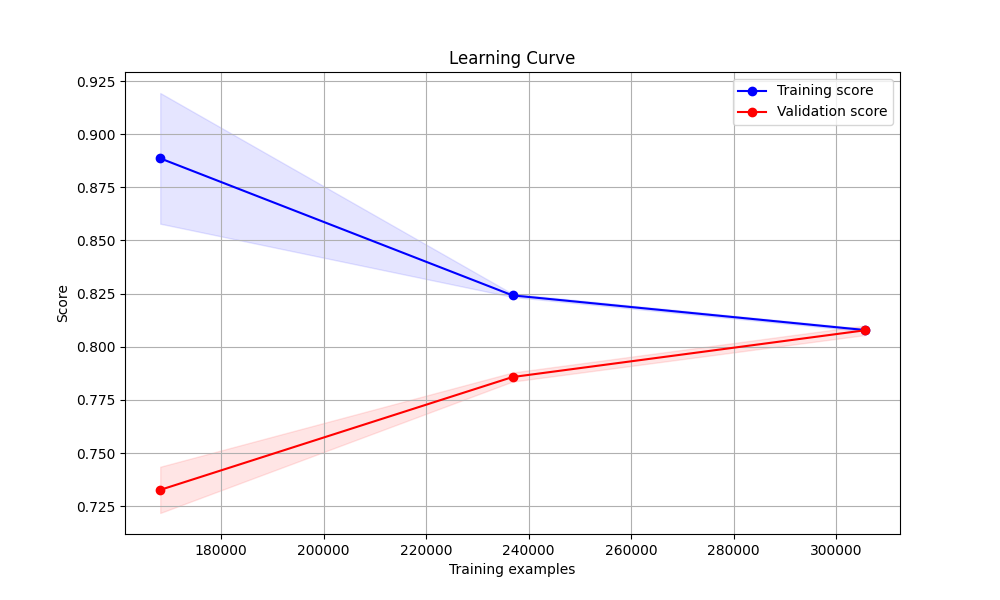 Learning Curve
Training score
Validation score
Score
0.925
0.900
0.875
0.850
0.825
0.800
0.775
0.750
0.725
180000 200000 220000 240000 260000 280000 300000
Training examples